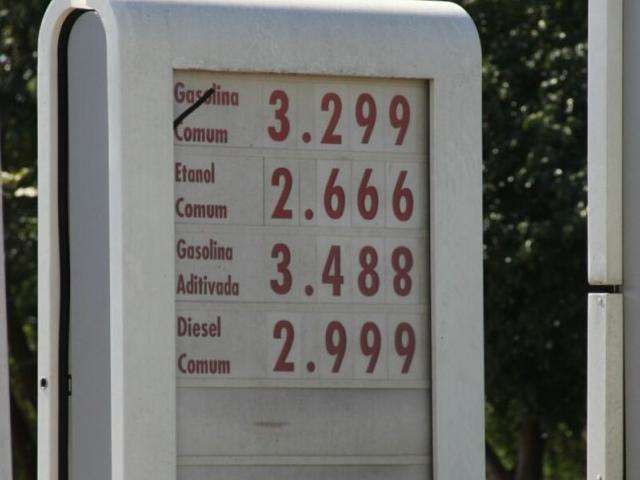 Gasolina
Comum 3.299
Etanol
Comum 2.666
Gasolina
Aditivada 3.488
Diesel
Comum 2.999